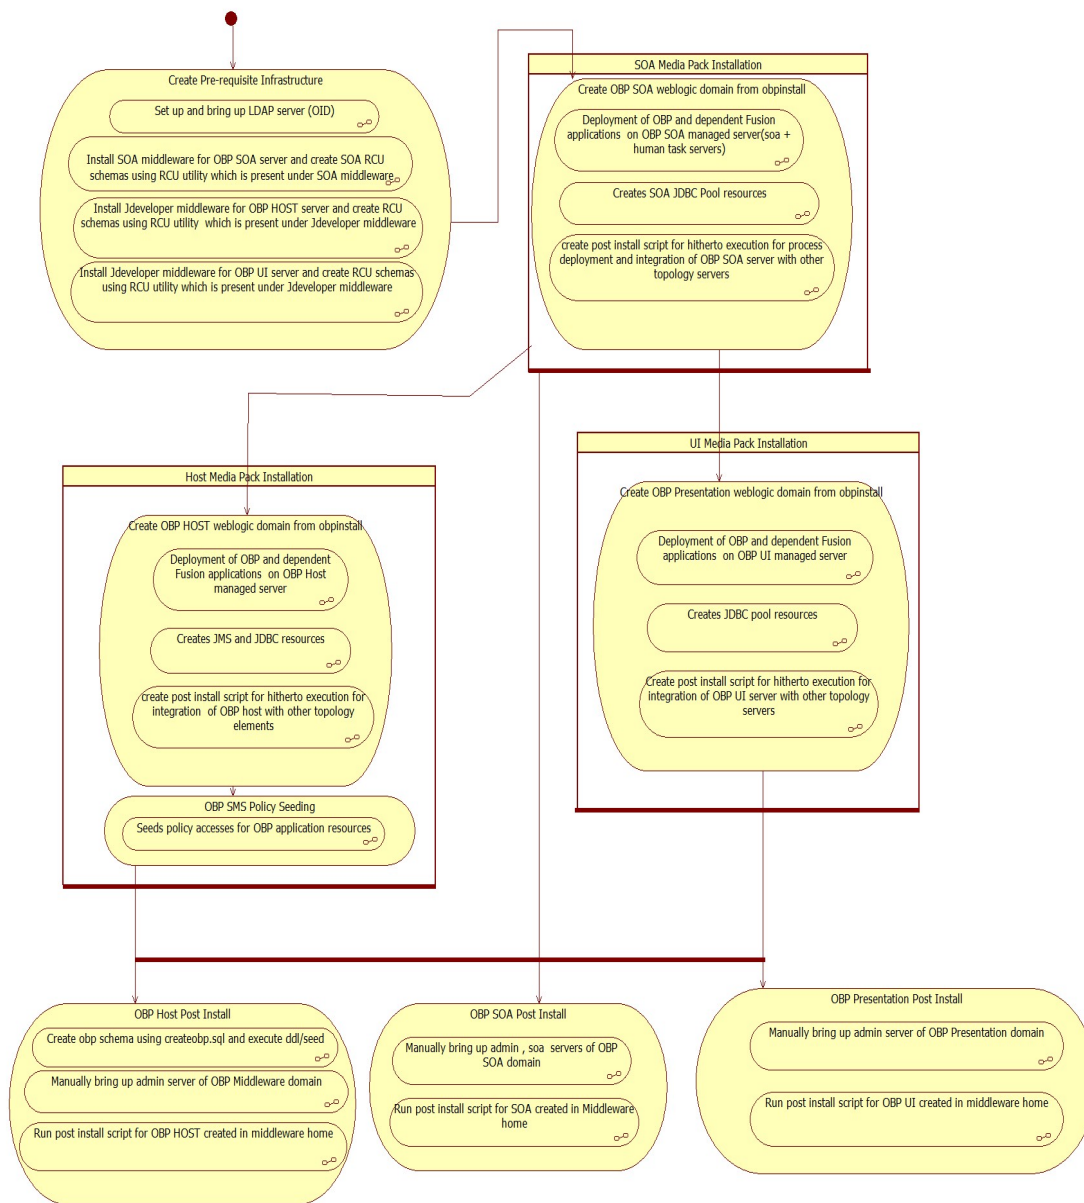 Create Pre-requisite Infrastructure
Set up and bring up LDAP server (OID)
Install SOA middleware for OBP SOA server and create SOA RCU
schemas using RCU utility which is present under SOA middleware
Install Jdeveloper middleware for OBP HOST server and create RCU
schemas using RCU utility which is present under Jdeveloper middleware
Install Jdeveloper middleware for OBP UI server and create RCU schemas
using RCU utility which is present under Jdeveloper middleware
SOA Media Pack Installation
Create OBP SOA weblogic domain from obpinstall
Deployment of OBP and dependent Fusion
applications on OBP SOA managed server(soa +
human task servers)
Creates SOA JDBC Pool resources
create post install script for hitherto execution for process
deployment and integration of OBP SOA server with other
topology servers
Host Media Pack Installation
Create OBP HOST weblogic domain from obpinstall
Deployment of OBP and dependent
Fusion applications on OBP Host
managed server
Creates JMS and JDBC resources
create post install script for hitherto execution for
integration of OBP host with other topology
elements
OBP SMS Policy Seeding
Seeds policy accesses for OBP application resources
UI Media Pack Installation
Create OBP Presentation weblogic domain from obpinstall
Deployment of OBP and dependent Fusion
applications on OBP UI managed server
Creates JDBC pool resources
Create post install script for hitherto execution for
integration of OBP UI server with other topology
servers
OBP Host Post Install
Create obp schema using createobp.sql and execute ddl/seed
Manually bring up admin server of OBP Middleware domain
Run post install script for OBP HOST created in middleware home
OBP SOA Post Install
Manually bring up admin , soa servers of OBP
SOA domain
Run post install script for SOA created in Middleware
home
OBP Presentation Post Install
Manually bring up admin server of OBP Presentation domain
Run post install script for OBP UI created in middleware home